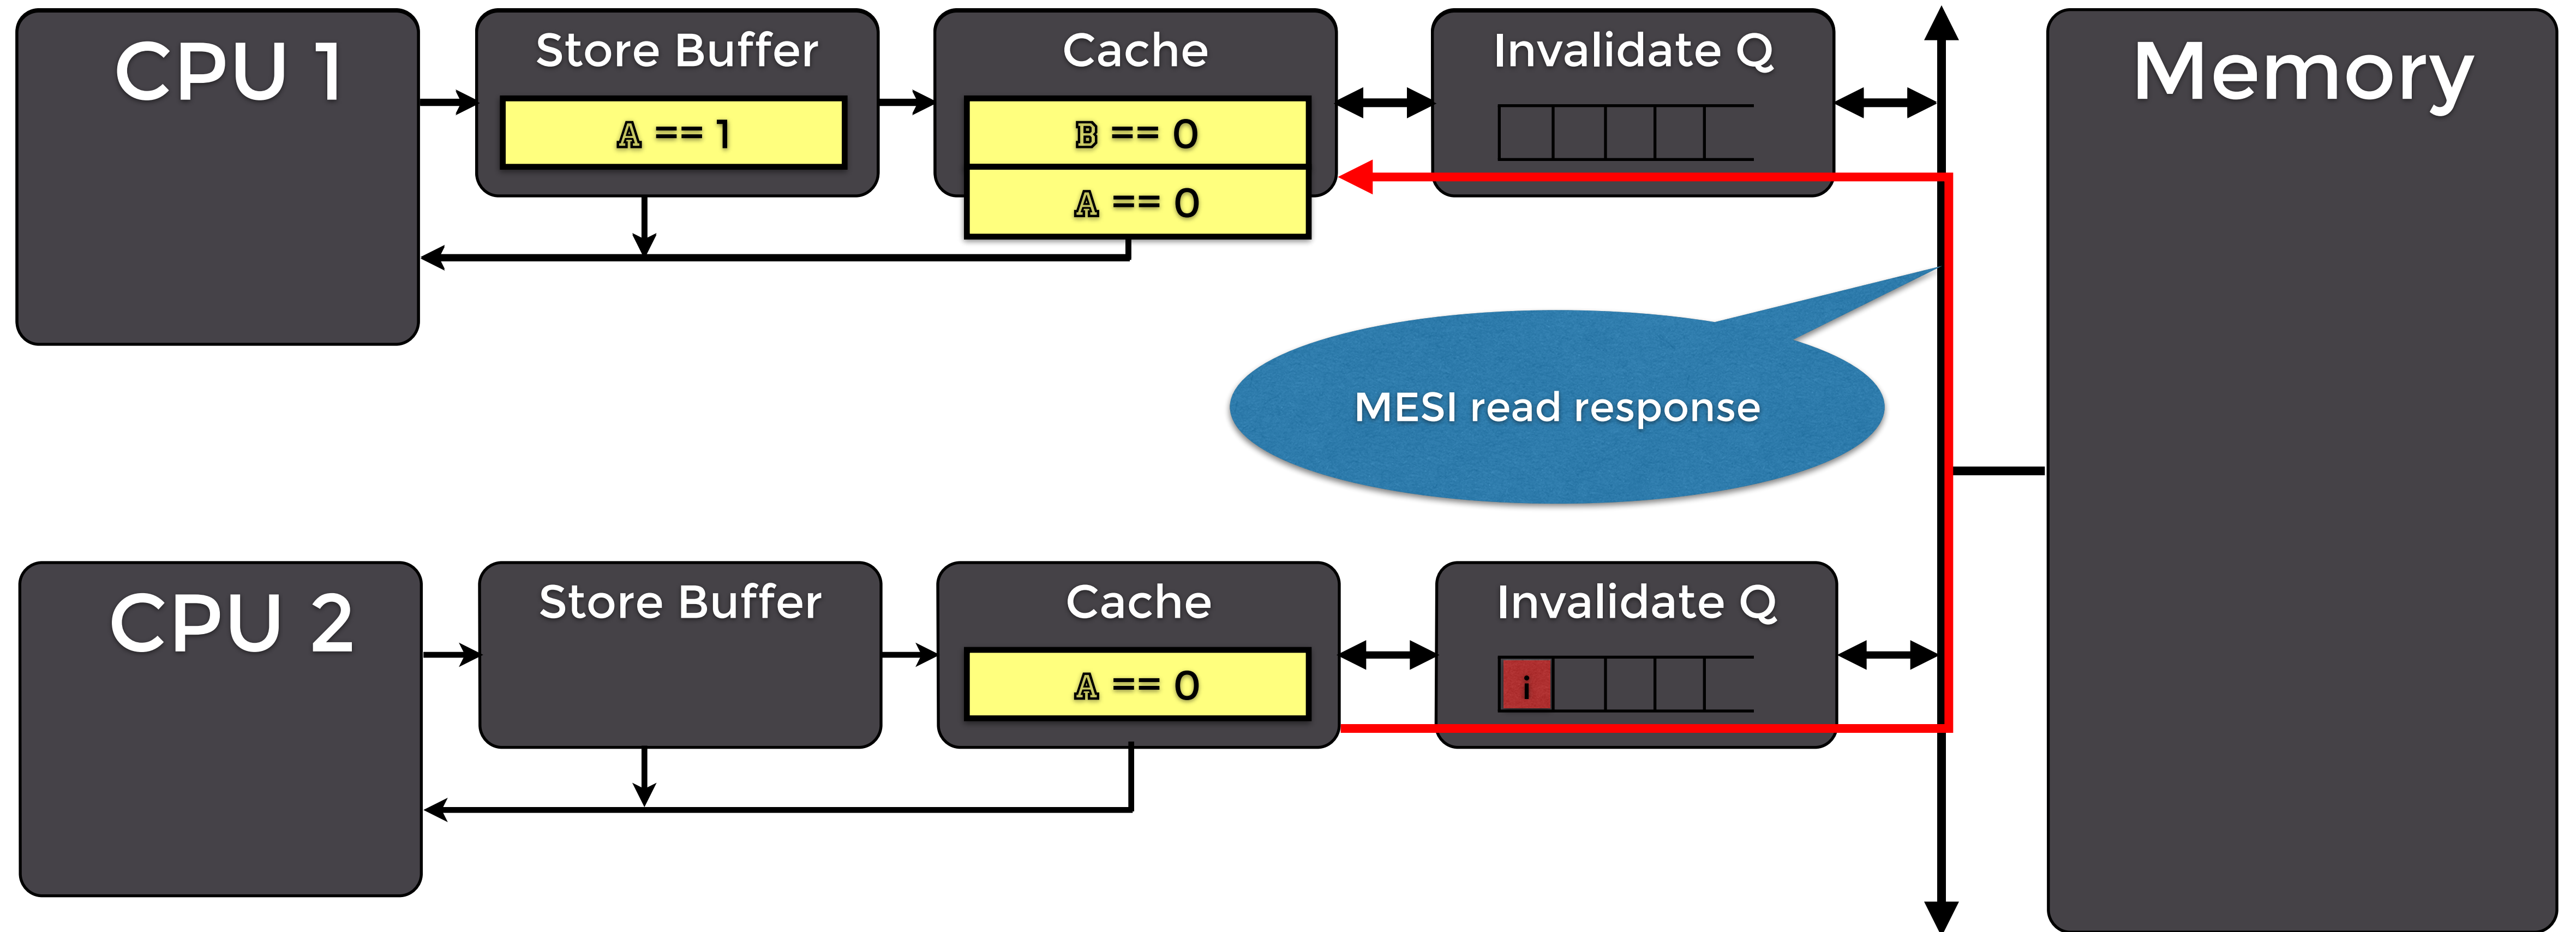 CPU 1
Store Buffer
A == 1
Cache
B == 0
A == 0
Invalidate Q
Memory
MESI read response
CPU 2
Store Buffer
Cache
A == 0
Invalidate Q
i